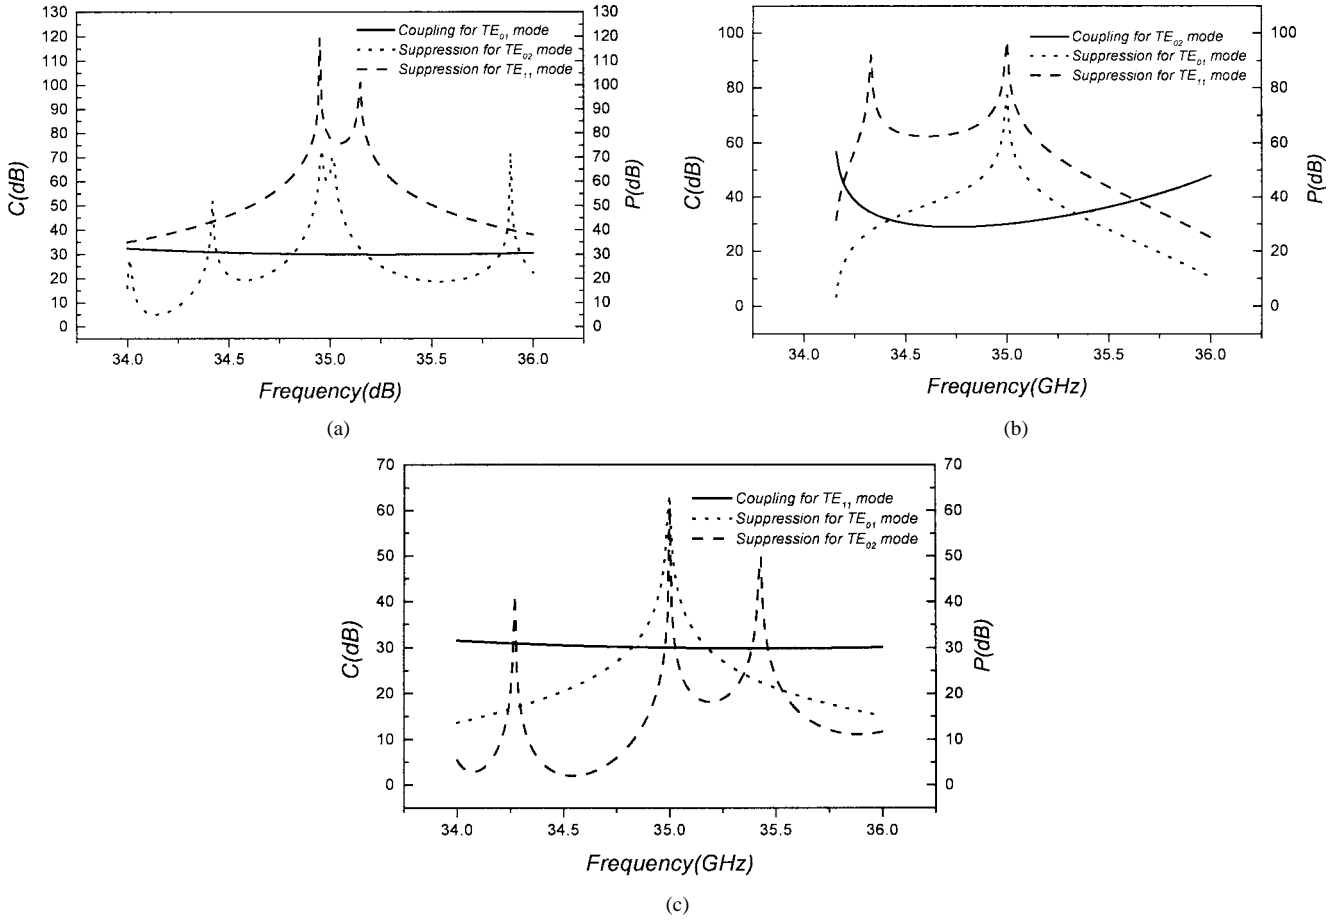 130
120
110
100
90
80
70
60
50
40
30
20
10
0
C(dB)
Coupling for TE01 mode
Suppression for TE02 mode
Suppression for TE11 mode
130
120
110
100
90
80
70
60
50
40
30
20
10
0
P(dB)
34.0 34.5 35.0 35.5 36.0
Frequency(dB)
(a)
100
80
60
40
20
0
C(dB)
Coupling for TE02 mode
Suppression for TE01 mode
Suppression for TE11 mode
100
80
60
40
20
0
P(dB)
34.0 34.5 35.0 35.5 36.0
Frequency(GHz)
(b)
70
60
50
40
30
20
10
0
C(dB)
Coupling for TE11 mode
Suppression for TE01 mode
Suppression for TE02 mode
70
60
50
40
30
20
10
0
P(dB)
34.0 34.5 35.0 35.5 36.0
Frequency(GHz)
(c)